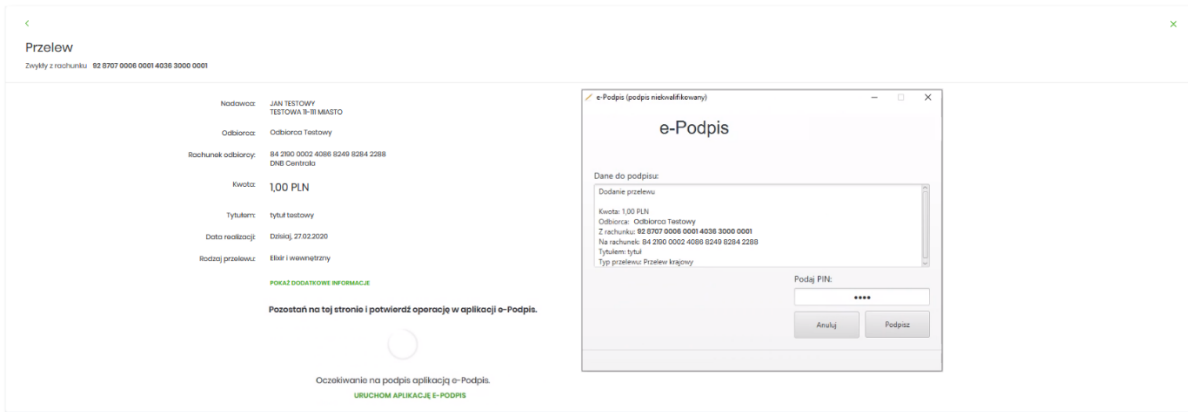 Przelew
Zwykły z rachunku 92 8707 0006 0001 4036 3000 0001
Nadawca: JAN TESTOWY
TESTOWA 11-111 MIASTO
Odbiorca: Odbiorca Testowy
Rachunek odbiorcy: 84 2190 0002 4086 8249 8284 2288
DNB Centrala
Kwota: 1,00 PLN
Tytułem: tytuł testowy
Data realizacji: Dzisiaj, 27.02.2020
Rodzaj przelewu: Elixir i wewnętrzny
POKAŻ DODATKOWE INFORMACJE
Pozostań na tej stronie i potwierdź operację w aplikacji e-Podpis.
Oczekiwanie na podpis aplikacją e-Podpis.
URUCHOM APLIKACJĘ E-PODPIS
e-Podpis (podpis niekwalifikowany)
e-Podpis
Dane do podpisu:
Dodanie przelewu
Kwota: 1,00 PLN
Odbiorca: Odbiorca Testowy
Z rachunku: 92 8707 0006 0001 4036 3000 0001
Na rachunek: 84 2190 0002 4086 8249 8284 2288
Tytułem: tytuł
Typ przelewu: Przelew krajowy
Podaj PIN:
••••
Anuluj Podpisz